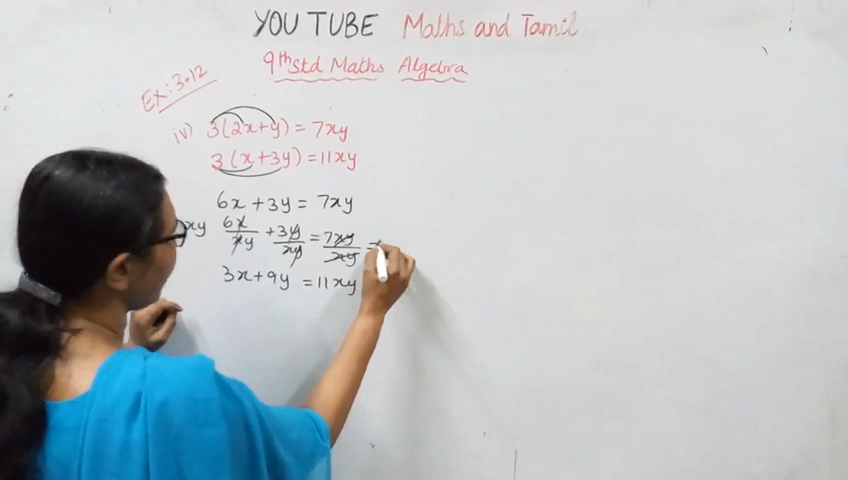 YOU TUBE Maths and Tamil
9th Std Maths Algebra
Ex: 3.12
iv) 3(2x+y) = 7xy
3(x+3y) = 11xy
6x + 3y = 7xy
xy 6x/xy + 3y/xy = 7xy/xy =
3x+9y = 11xy